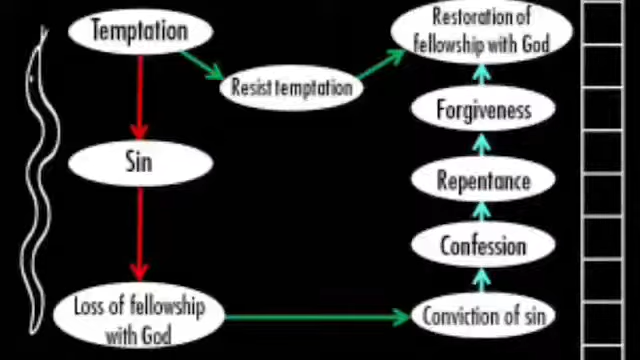 Temptation
Restoration of
fellowship with God
Resist temptation
Forgiveness
Sin
Repentance
Confession
Loss of fellowship
with God
Conviction of sin